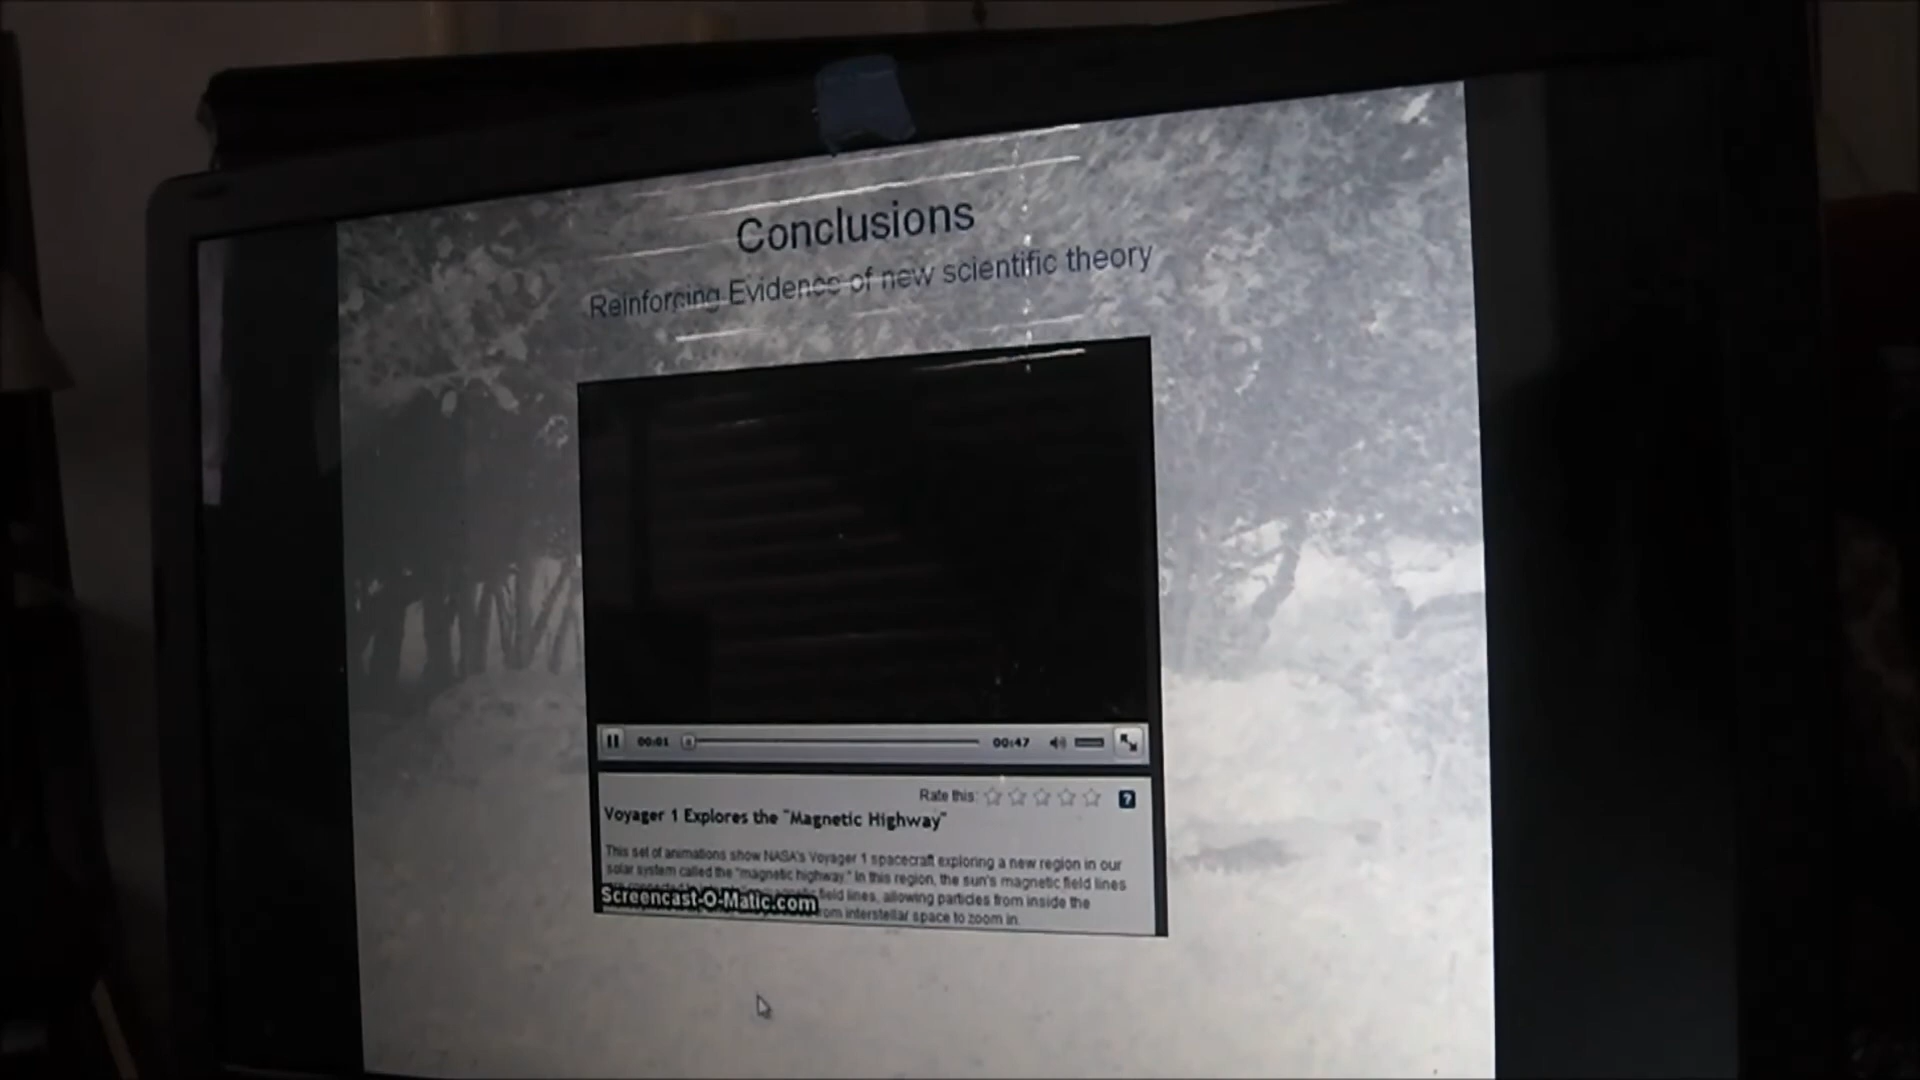 Conclusions
Reinforcing Evidence of new scientific theory
00:01
00:47
Rate this:
?
Voyager 1 Explores the "Magnetic Highway"
This set of animations show NASA's Voyager 1 spacecraft exploring a new region in our
solar system called the "magnetic highway." In this region, the sun's magnetic field lines
field lines, allowing particles from inside the
Screencast-O-Matic.com
from interstellar space to zoom in.